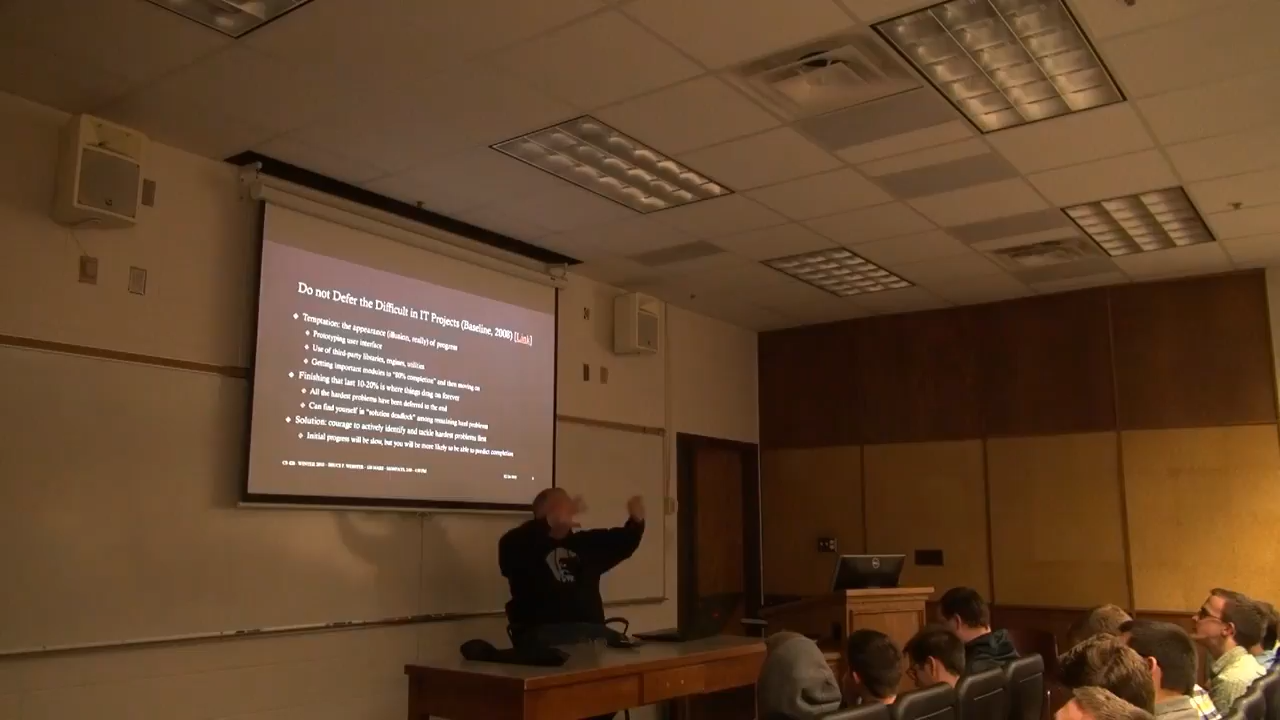 Do not Defer the Difficult in IT Projects (Baseline, 2008) [Link]
Temptation: the appearance (illusion, really) of progress
Prototyping user interface
Use of third-party libraries, engines, utilities
Getting important modules to "80% completion" and then moving on
Finishing that last 10-20% is where things drag on forever
All the hardest problems have been deferred to the end
Can find yourself in "solution deadlock" among remaining hard problems
Solution: courage to actively identify and tackle hardest problems first
Initial progress will be slow, but you will be more likely to be able to predict completion
WINTER BRUCE F. WEBSTER
DELL